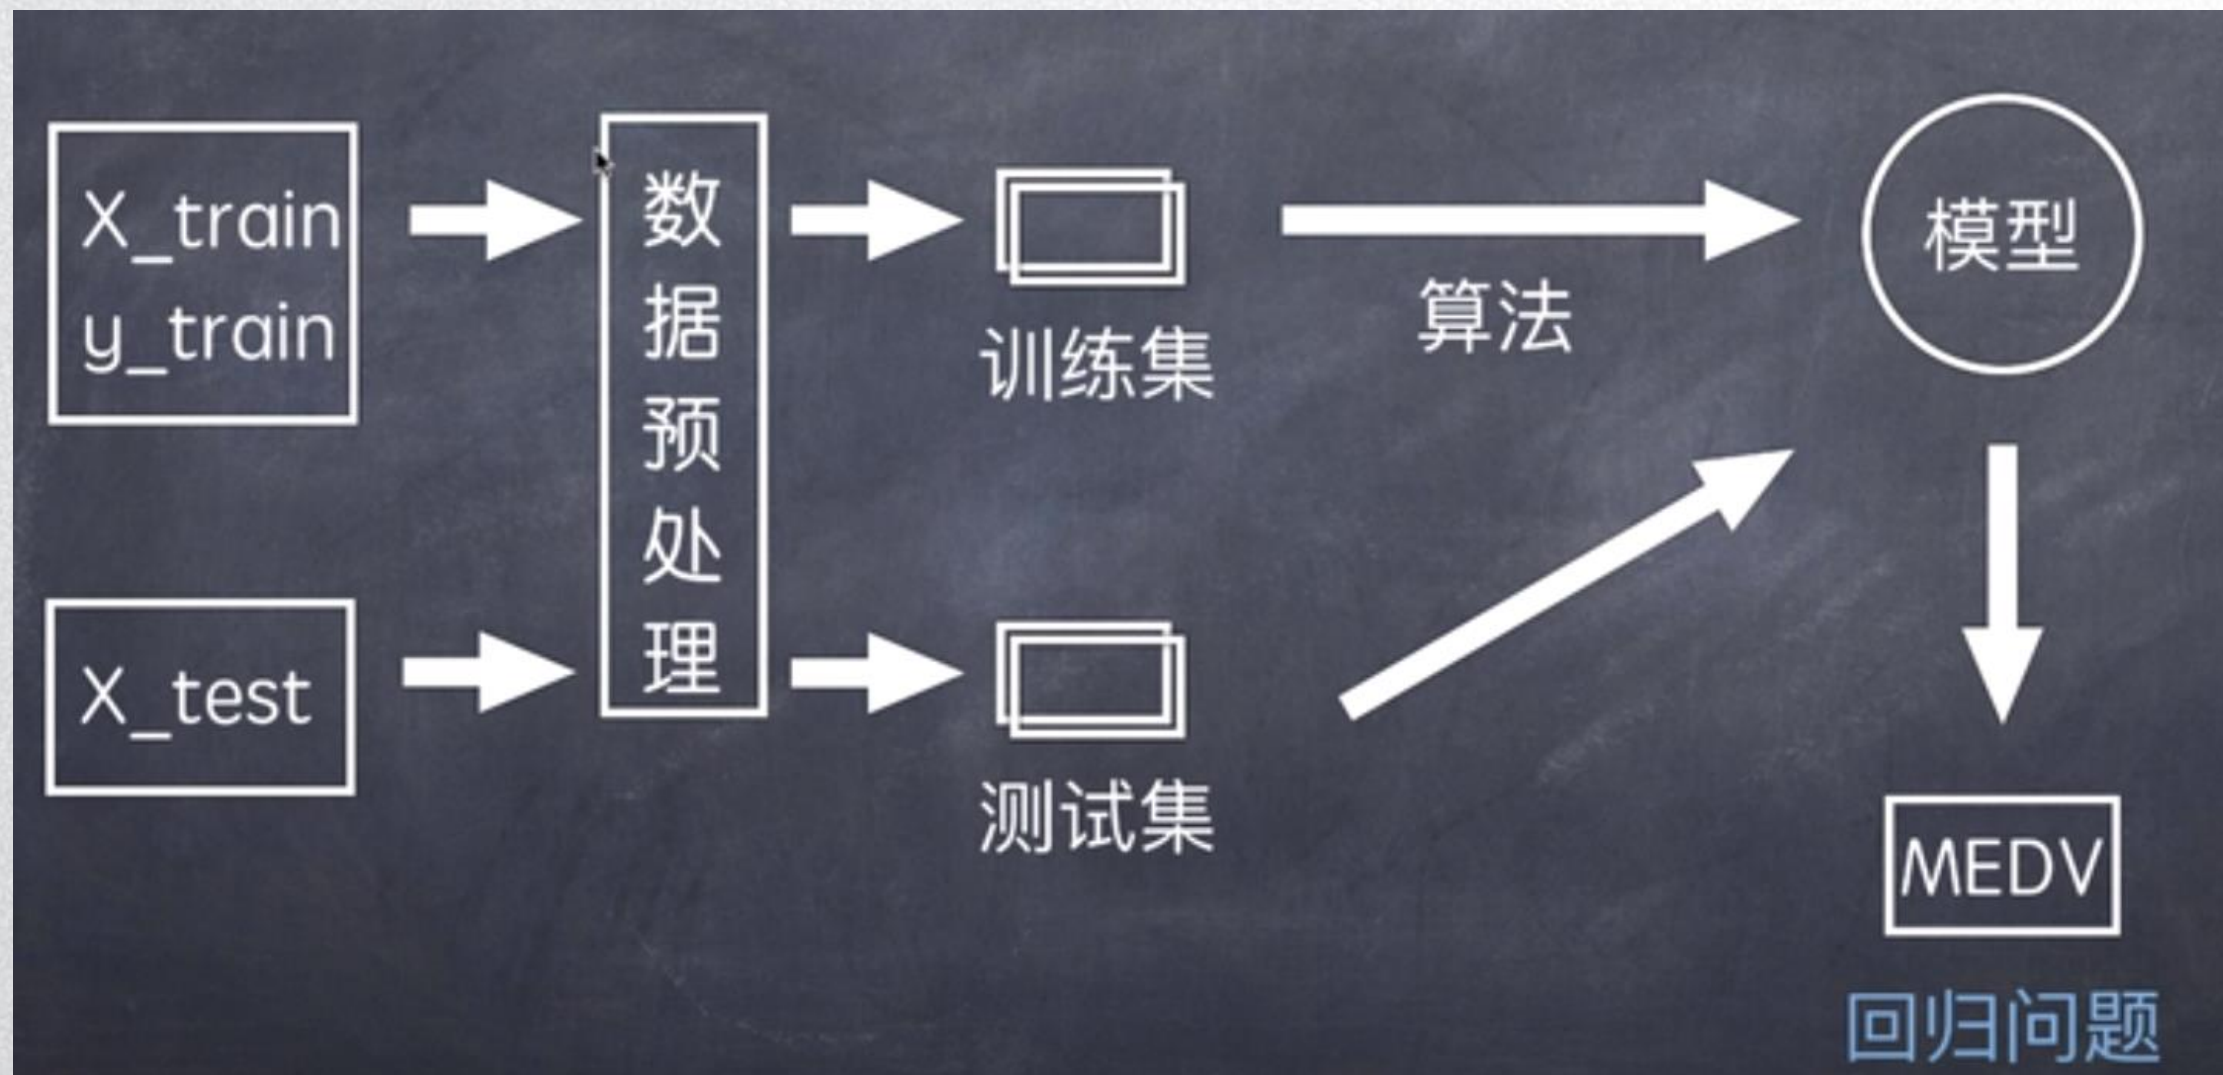 X_train
y_train
数据预处理
训练集
算法
模型
X_test
测试集
MEDV
回归问题